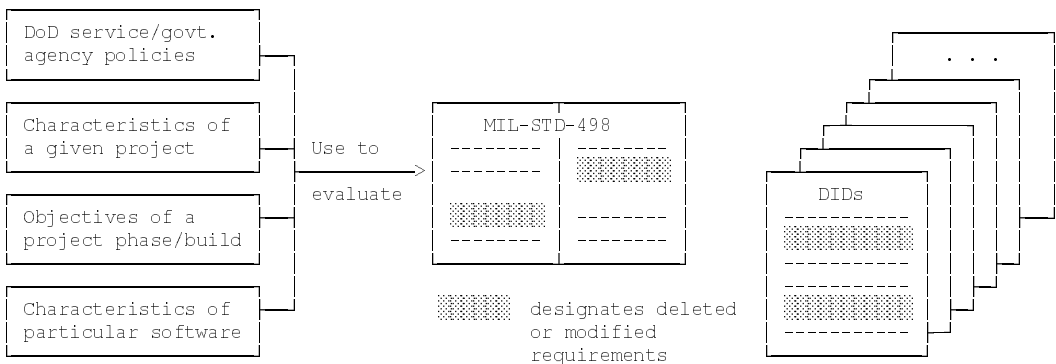 DoD service/govt.
agency policies
Characteristics of
a given project
Objectives of a
project phase/build
Characteristics of
particular software
Use to
evaluate
MIL-STD-498
designates deleted
or modified
requirements
. . .
DIDs